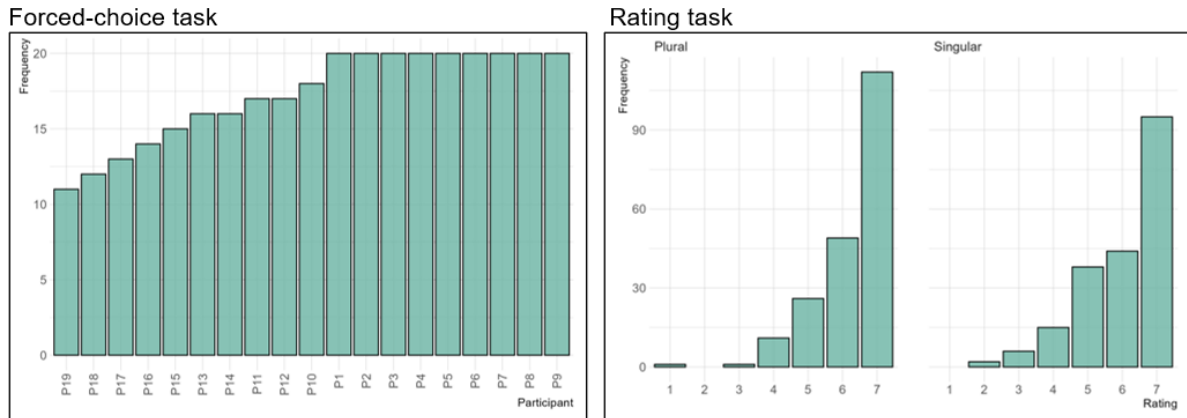 Forced-choice task
Frequency
20
15
10
5
0
P19 P18 P17 P16 P15 P13 P14 P11 P12 P10 P1 P2 P3 P4 P5 P6 P7 P8 P9
Participant
Rating task
Plural Singular
Frequency
90
60
30
0
1 2 3 4 5 6 7 1 2 3 4 5 6 7
Rating